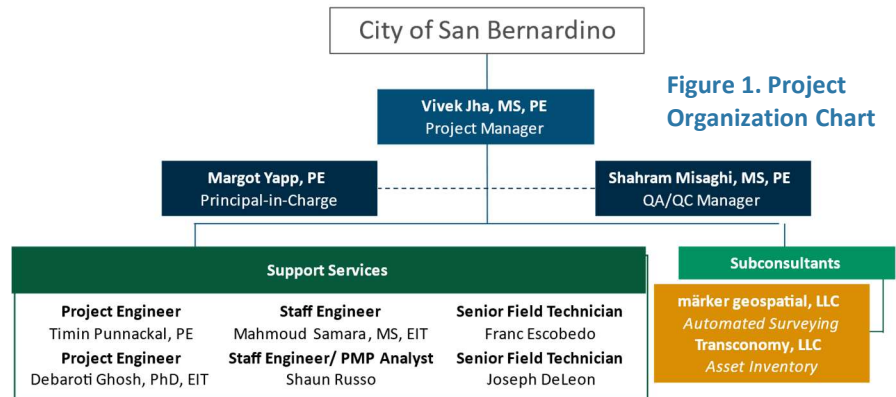 City of San Bernardino
Figure 1. Project
Organization Chart
Vivek Jha, MS, PE
Project Manager
Margot Yapp, PE
Principal-in-Charge
Shahram Misaghi, MS, PE
QA/QC Manager
Support Services
Project Engineer
Timin Punnackal, PE
Project Engineer
Debaroti Ghosh, PhD, EIT
Staff Engineer
Mahmoud Samara, MS, EIT
Staff Engineer/ PMP Analyst
Shaun Russo
Senior Field Technician
Franc Escobedo
Senior Field Technician
Joseph DeLeon
Subconsultants
märker geospatial, LLC
Automated Surveying
Transconomy, LLC
Asset Inventory